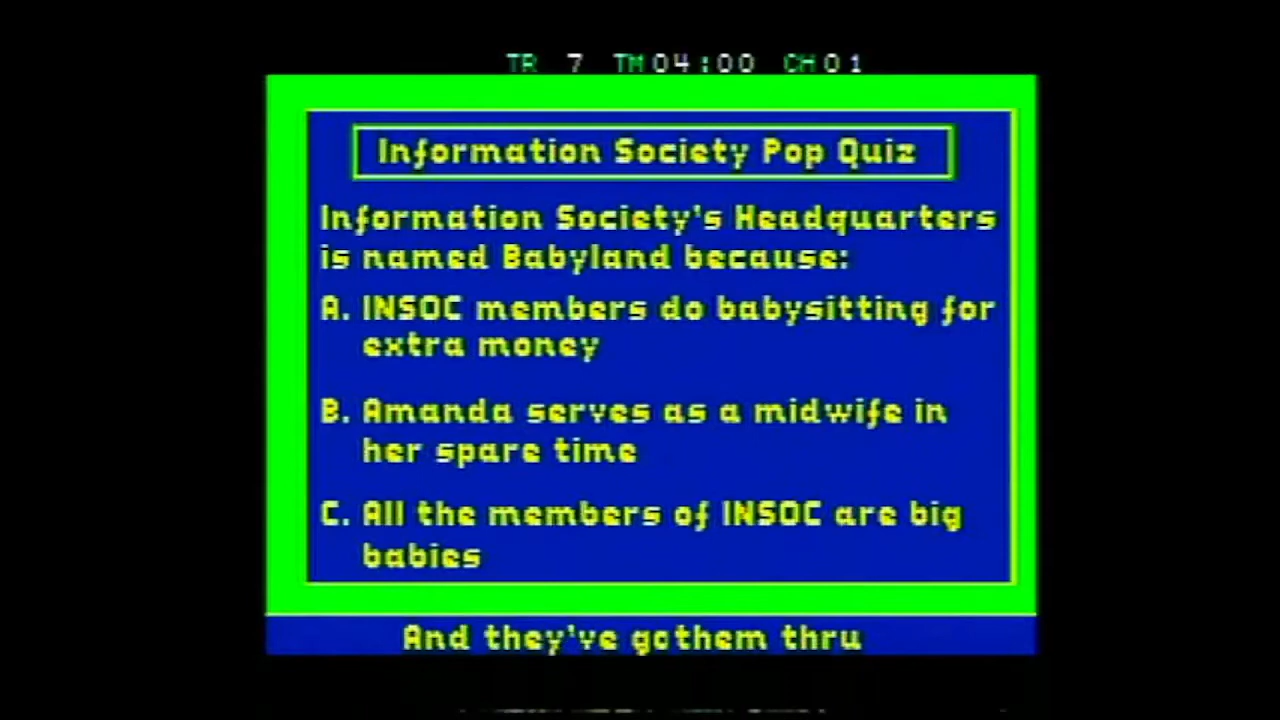 TR 7 TM04:00 CH01
Information Society Pop Quiz
Information Society's Headquarters
is named Babyland because:
A. INSOC members do babysitting for
extra money
B. Amanda serves as a midwife in
her spare time
C. All the members of INSOC are big
babies
And they've gothem thru